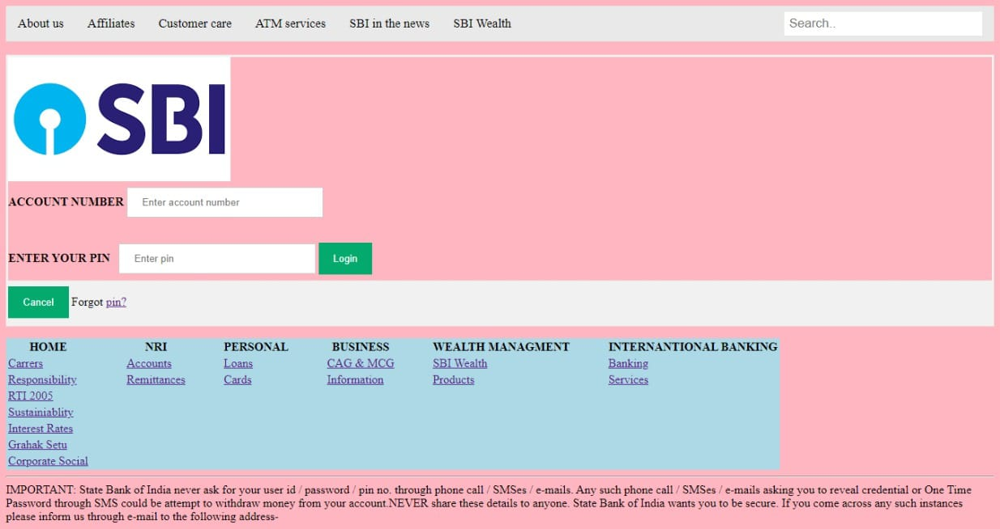 About us Affiliates Customer care ATM services SBI in the news SBI Wealth Search..
SBI
ACCOUNT NUMBER Enter account number
ENTER YOUR PIN Enter pin Login
Cancel Forgot pin?
HOME NRI PERSONAL BUSINESS WEALTH MANAGMENT INTERNANTIONAL BANKING
Carrers Accounts Loans CAG & MCG SBI Wealth Banking
Responsibility Remittances Cards Information Products Services
RTI 2005
Sustainiablity
Interest Rates
Grahak Setu
Corporate Social
IMPORTANT: State Bank of India never ask for your user id / password / pin no. through phone call / SMSes / e-mails. Any such phone call / SMSes / e-mails asking you to reveal credential or One Time
Password through SMS could be attempt to withdraw money from your account.NEVER share these details to anyone. State Bank of India wants you to be secure. If you come across any such instances
please inform us through e-mail to the following address-